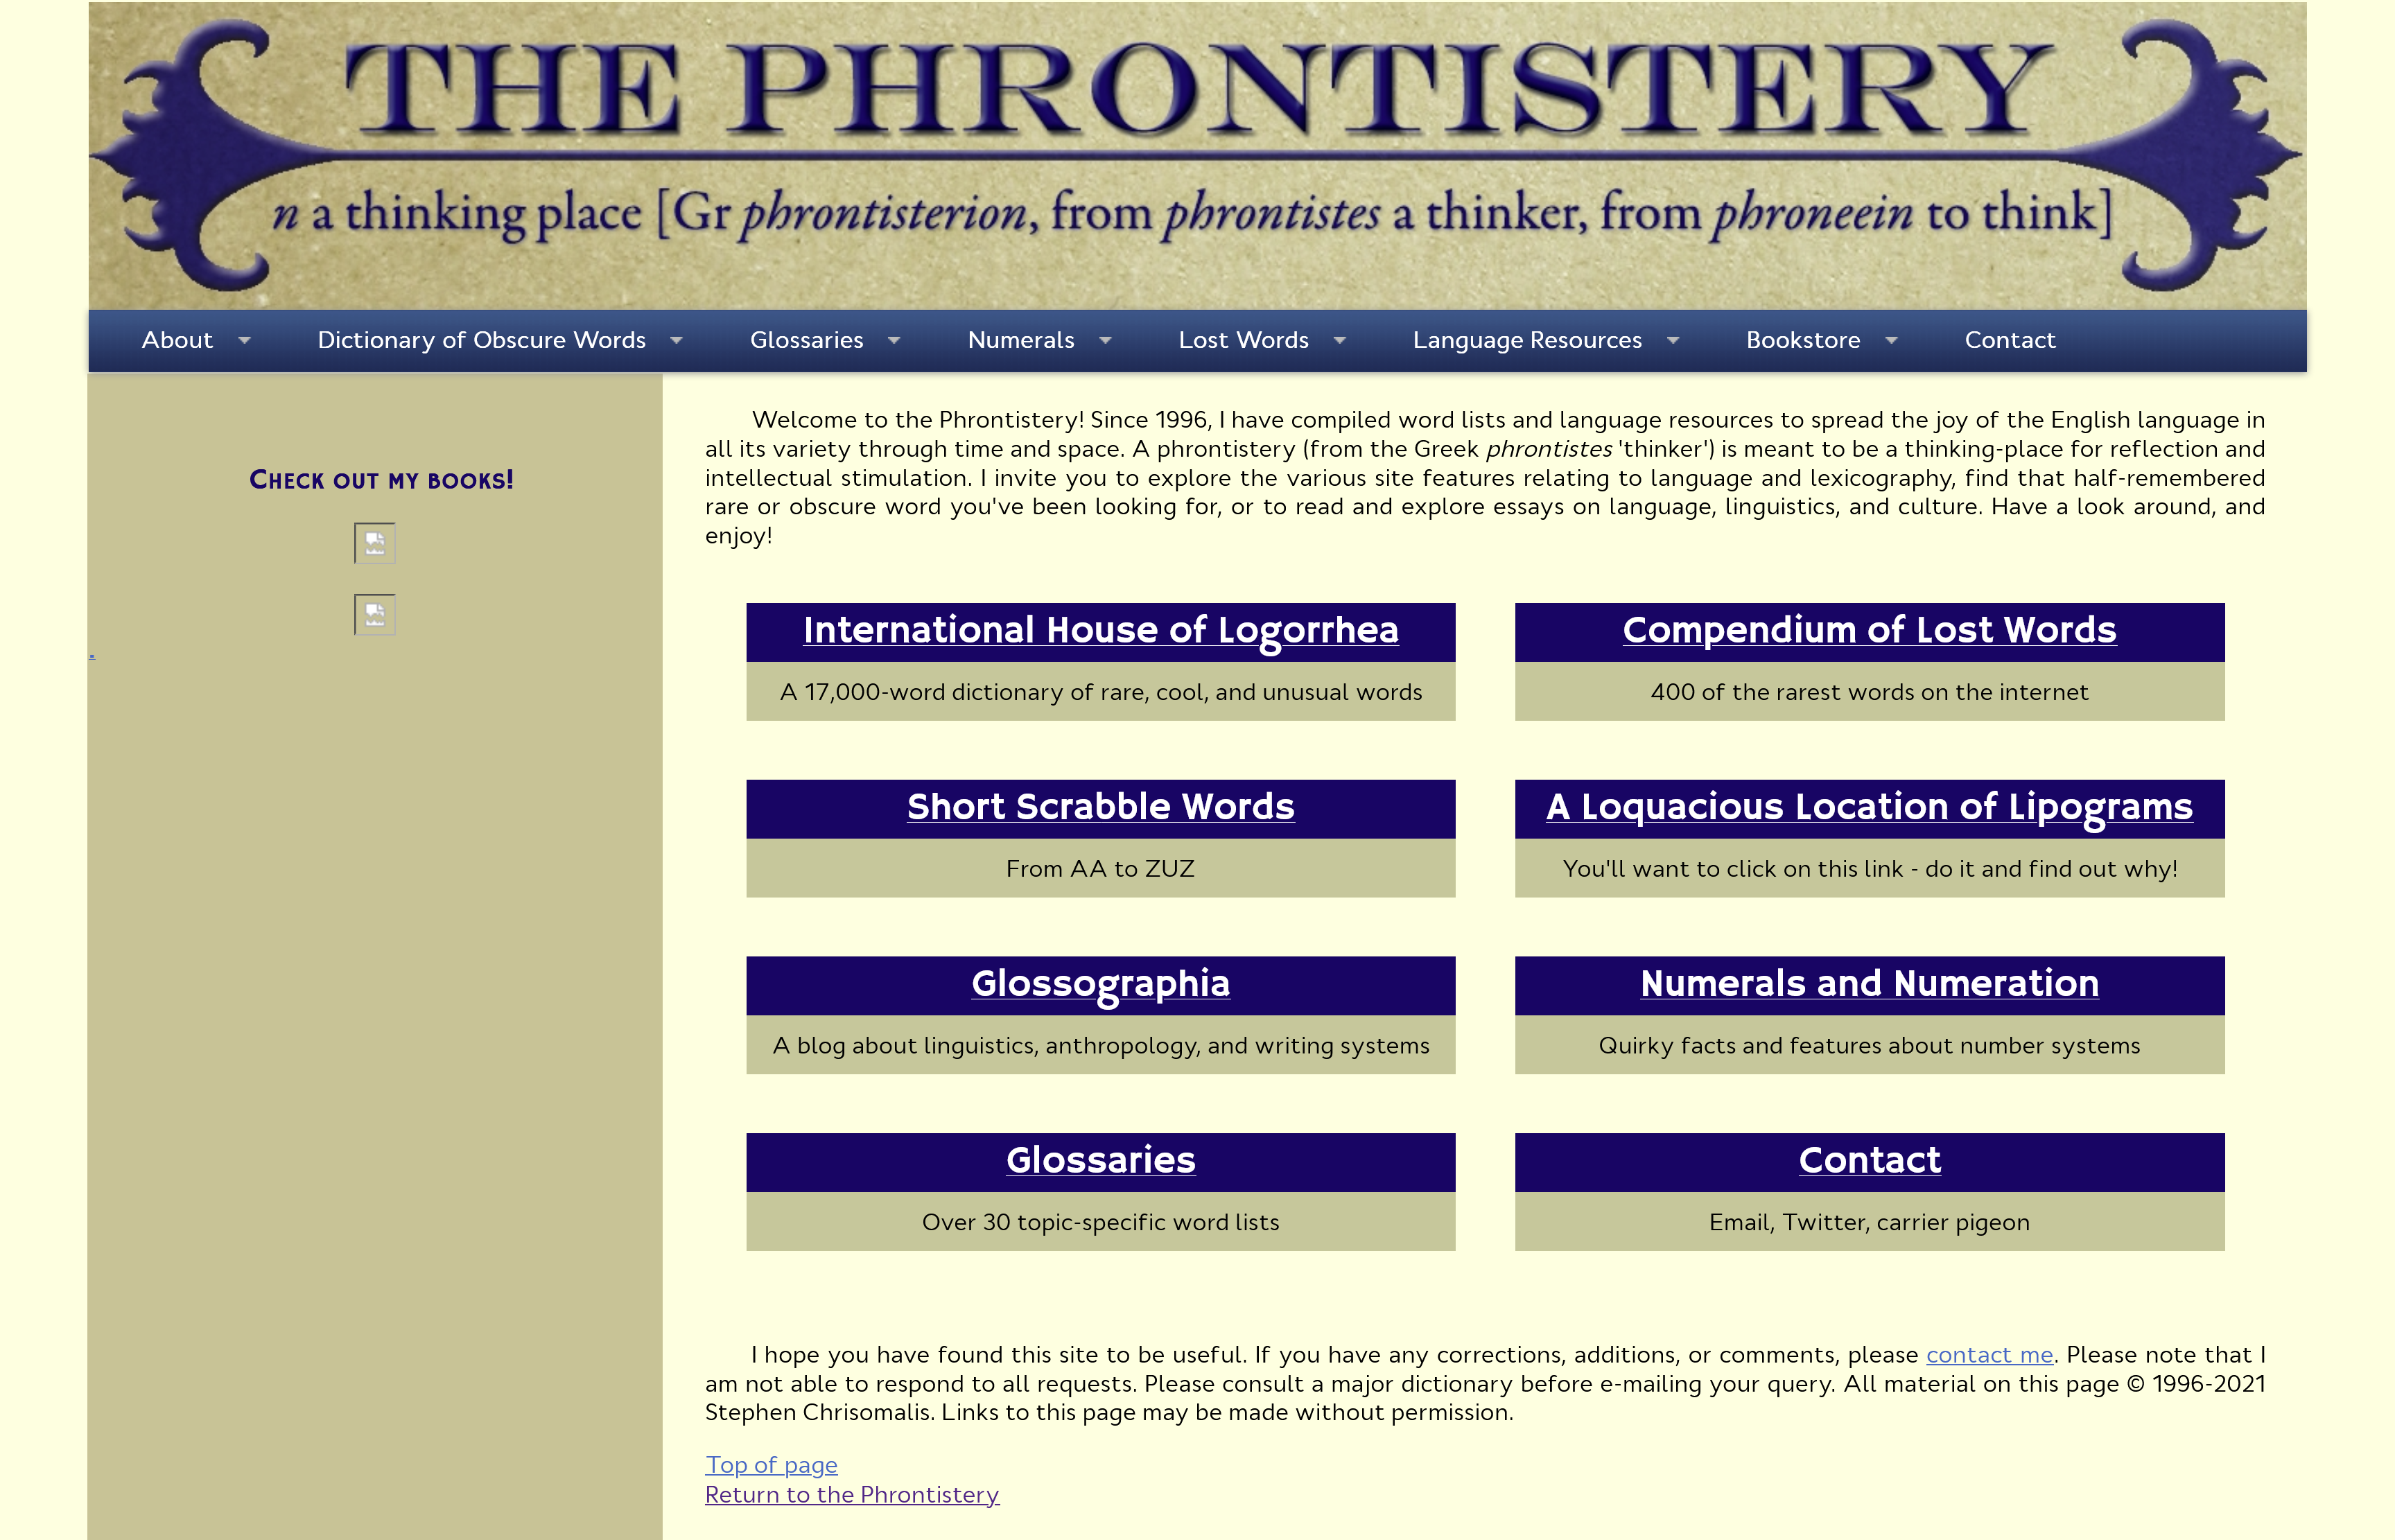 THE PHRONTISTERY
n a thinking place [Gr phrontisterion, from phrontistes a thinker, from phroneein to think]
About Dictionary of Obscure Words Glossaries Numerals Lost Words Language Resources Bookstore Contact
Check out my books!
.
Welcome to the Phrontistery! Since 1996, I have compiled word lists and language resources to spread the joy of the English language in
all its variety through time and space. A phrontistery (from the Greek phrontistes 'thinker') is meant to be a thinking-place for reflection and
intellectual stimulation. I invite you to explore the various site features relating to language and lexicography, find that half-remembered
rare or obscure word you've been looking for, or to read and explore essays on language, linguistics, and culture. Have a look around, and
enjoy!
International House of Logorrhea
A 17,000-word dictionary of rare, cool, and unusual words
Compendium of Lost Words
400 of the rarest words on the internet
Short Scrabble Words
From AA to ZUZ
A Loquacious Location of Lipograms
You'll want to click on this link - do it and find out why!
Glossographia
A blog about linguistics, anthropology, and writing systems
Numerals and Numeration
Quirky facts and features about number systems
Glossaries
Over 30 topic-specific word lists
Contact
Email, Twitter, carrier pigeon
I hope you have found this site to be useful. If you have any corrections, additions, or comments, please contact me. Please note that I
am not able to respond to all requests. Please consult a major dictionary before e-mailing your query. All material on this page © 1996-2021
Stephen Chrisomalis. Links to this page may be made without permission.
Top of page
Return to the Phrontistery